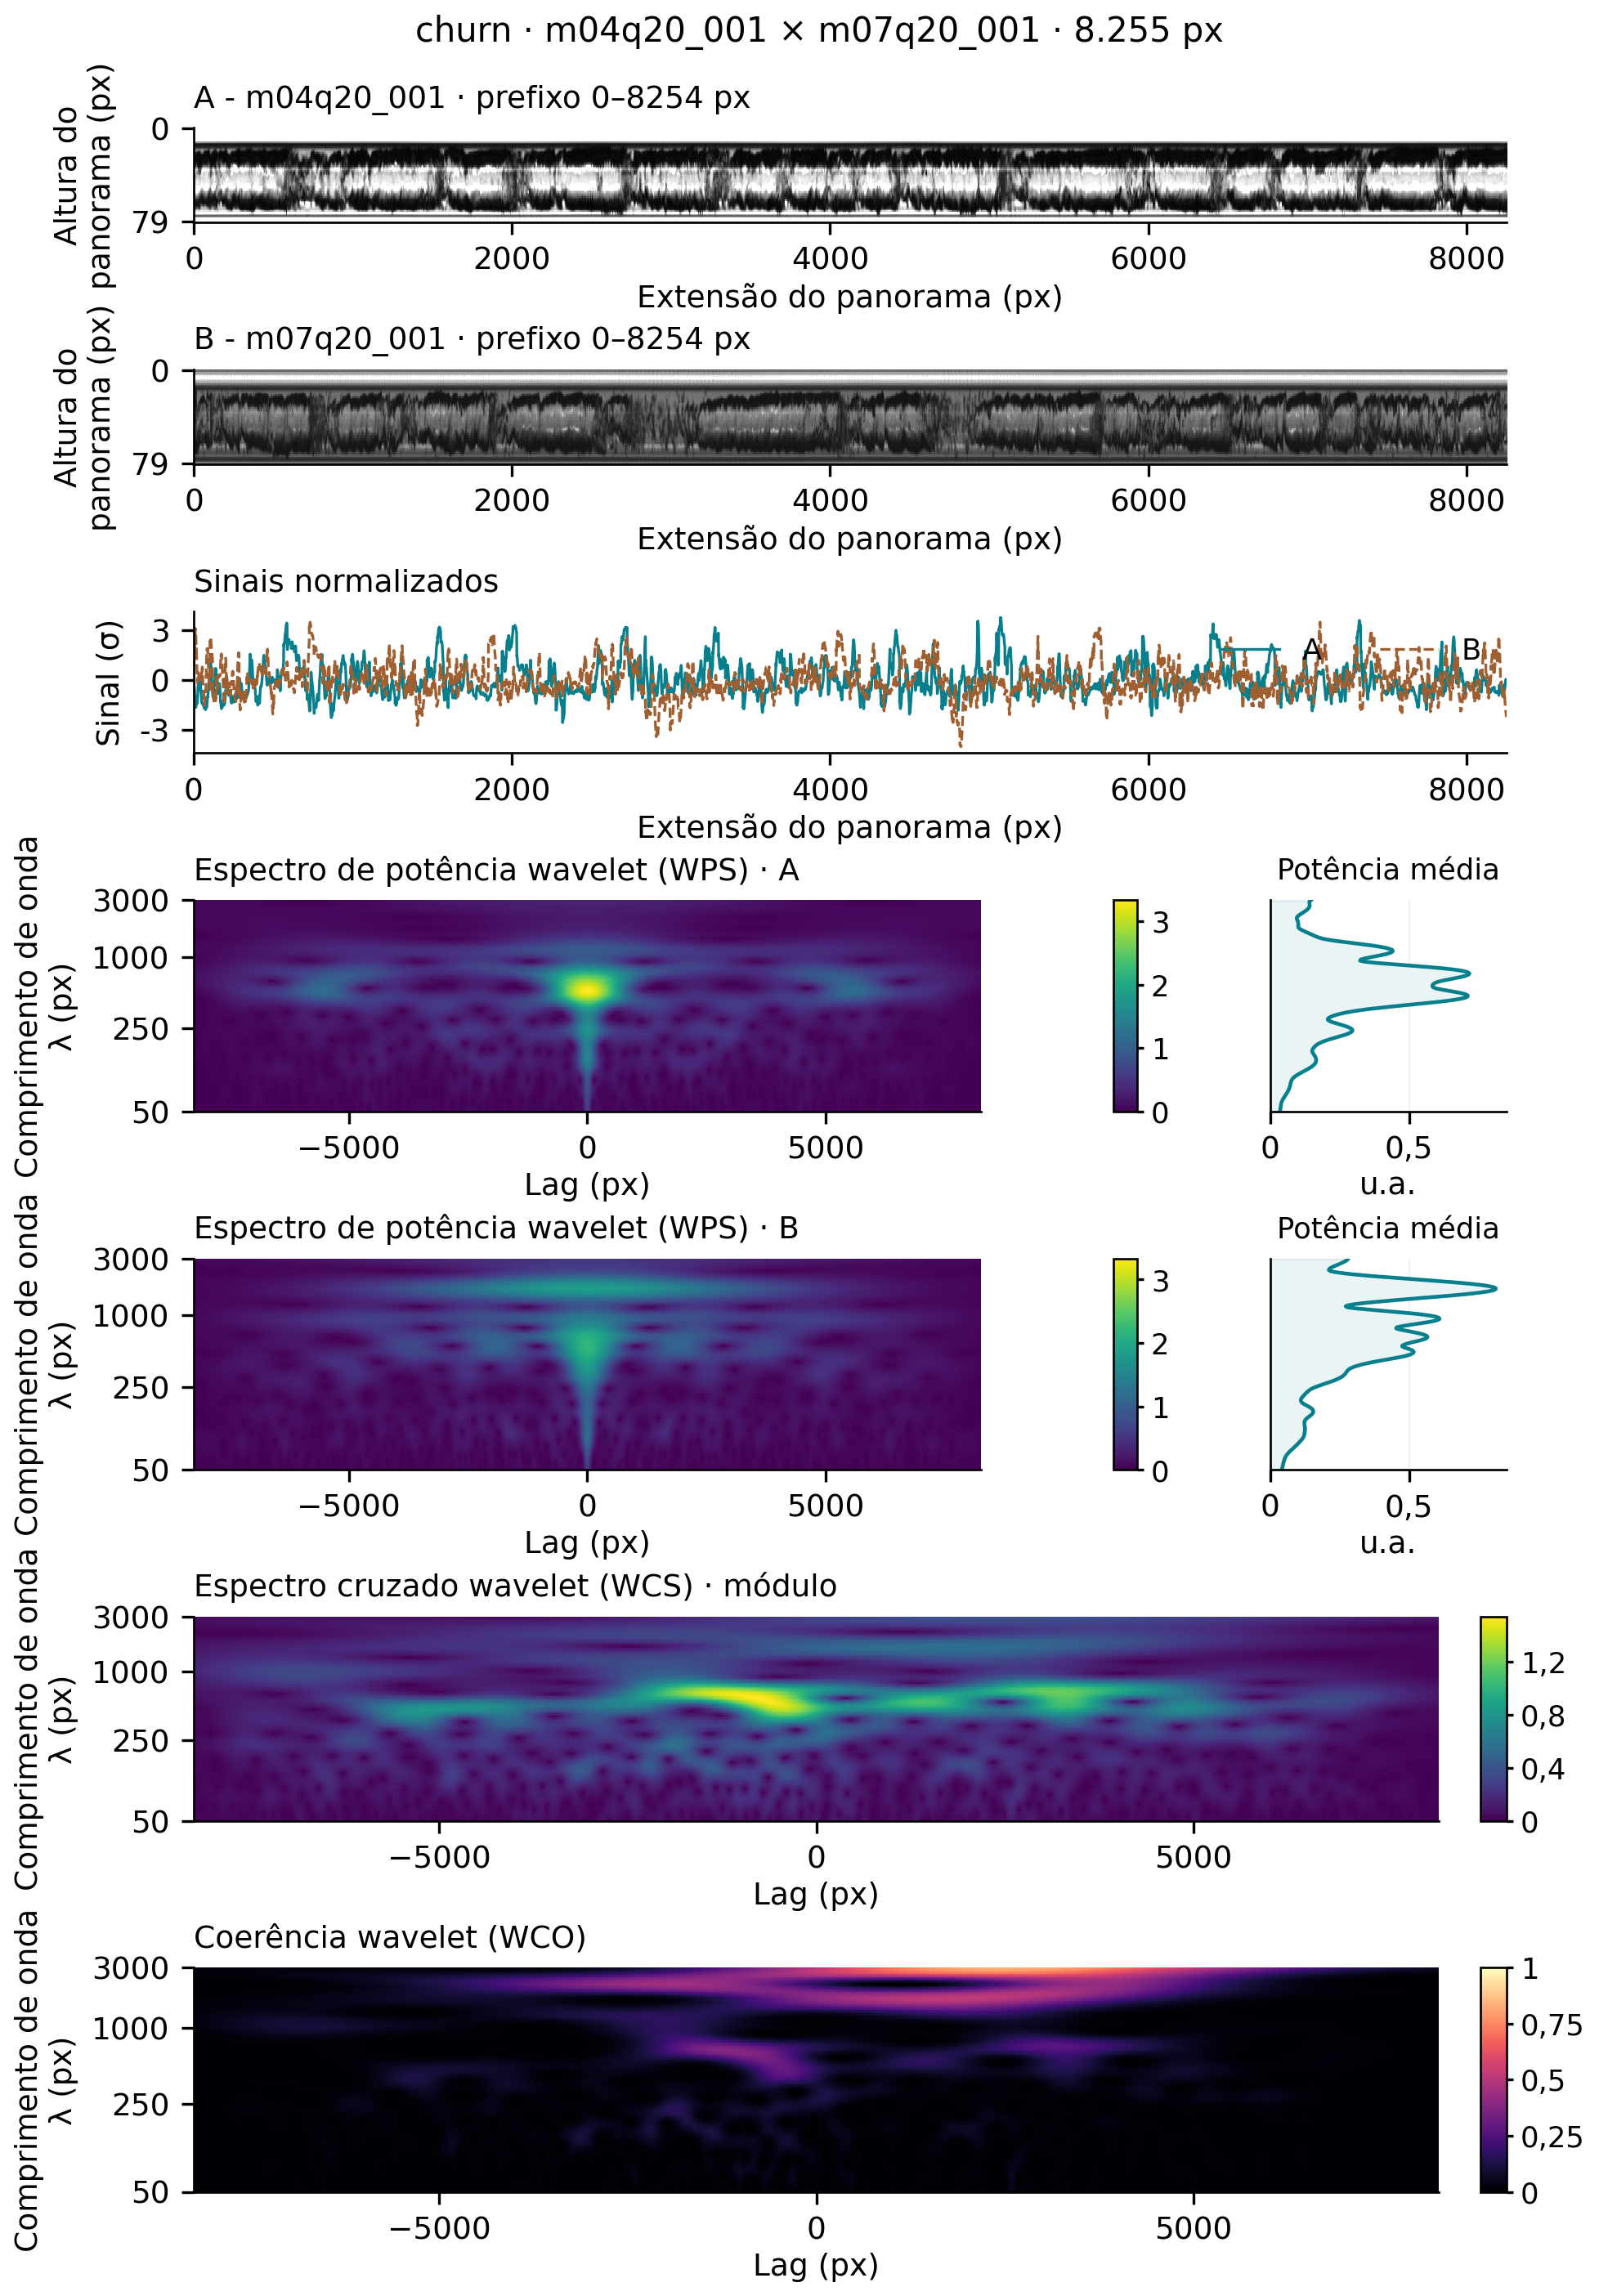 churn · m04q20_001 × m07q20_001 · 8.255 px
A - m04q20_001 · prefixo 0–8254 px
Altura do
panorama (px)
0
79
0 2000 4000 6000 8000
Extensão do panorama (px)
B - m07q20_001 · prefixo 0–8254 px
Altura do
panorama (px)
0
79
0 2000 4000 6000 8000
Extensão do panorama (px)
Sinais normalizados
Sinal (σ)
3
0
-3
A B
0 2000 4000 6000 8000
Extensão do panorama (px)
Espectro de potência wavelet (WPS) · A
Comprimento de onda
λ (px)
3000
1000
250
50
−5000 0 5000
Lag (px)
3
2
1
0
Potência média
0 0,5
u.a.
Espectro de potência wavelet (WPS) · B
Comprimento de onda
λ (px)
3000
1000
250
50
−5000 0 5000
Lag (px)
3
2
1
0
Potência média
0 0,5
u.a.
Espectro cruzado wavelet (WCS) · módulo
Comprimento de onda
λ (px)
3000
1000
250
50
−5000 0 5000
Lag (px)
1,2
0,8
0,4
0
Coerência wavelet (WCO)
Comprimento de onda
λ (px)
3000
1000
250
50
−5000 0 5000
Lag (px)
1
0,75
0,5
0,25
0